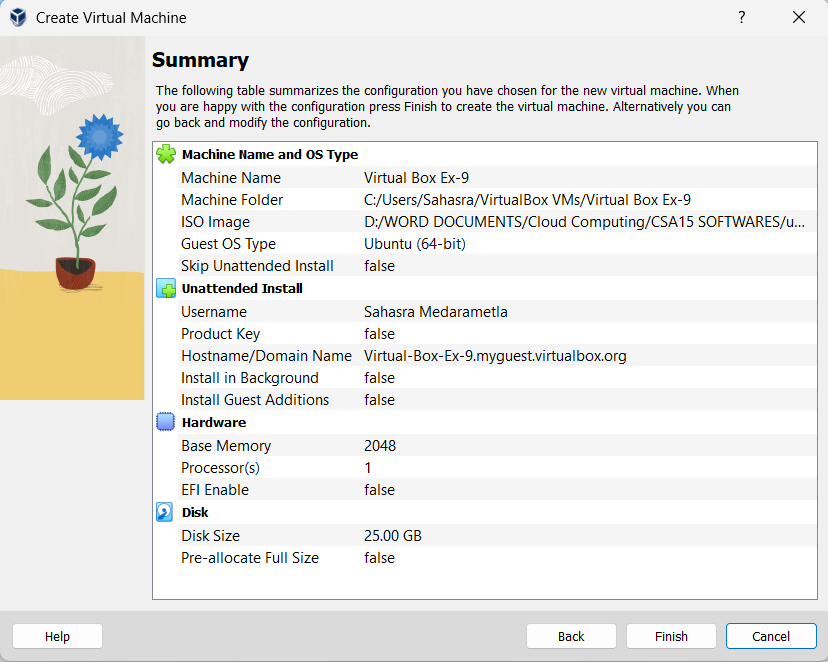 Create Virtual Machine
?
Summary
The following table summarizes the configuration you have chosen for the new virtual machine. When
you are happy with the configuration press Finish to create the virtual machine. Alternatively you can
go back and modify the configuration.
Machine Name and OS Type
Machine Name Virtual Box Ex-9
Machine Folder C:/Users/Sahasra/VirtualBox VMs/Virtual Box Ex-9
ISO Image D:/WORD DOCUMENTS/Cloud Computing/CSA15 SOFTWARES/u...
Guest OS Type Ubuntu (64-bit)
Skip Unattended Install false
Unattended Install
Username Sahasra Medarametla
Product Key false
Hostname/Domain Name Virtual-Box-Ex-9.myguest.virtualbox.org
Install in Background false
Install Guest Additions false
Hardware
Base Memory 2048
Processor(s) 1
EFI Enable false
Disk
Disk Size 25.00 GB
Pre-allocate Full Size false
Help Back Finish Cancel